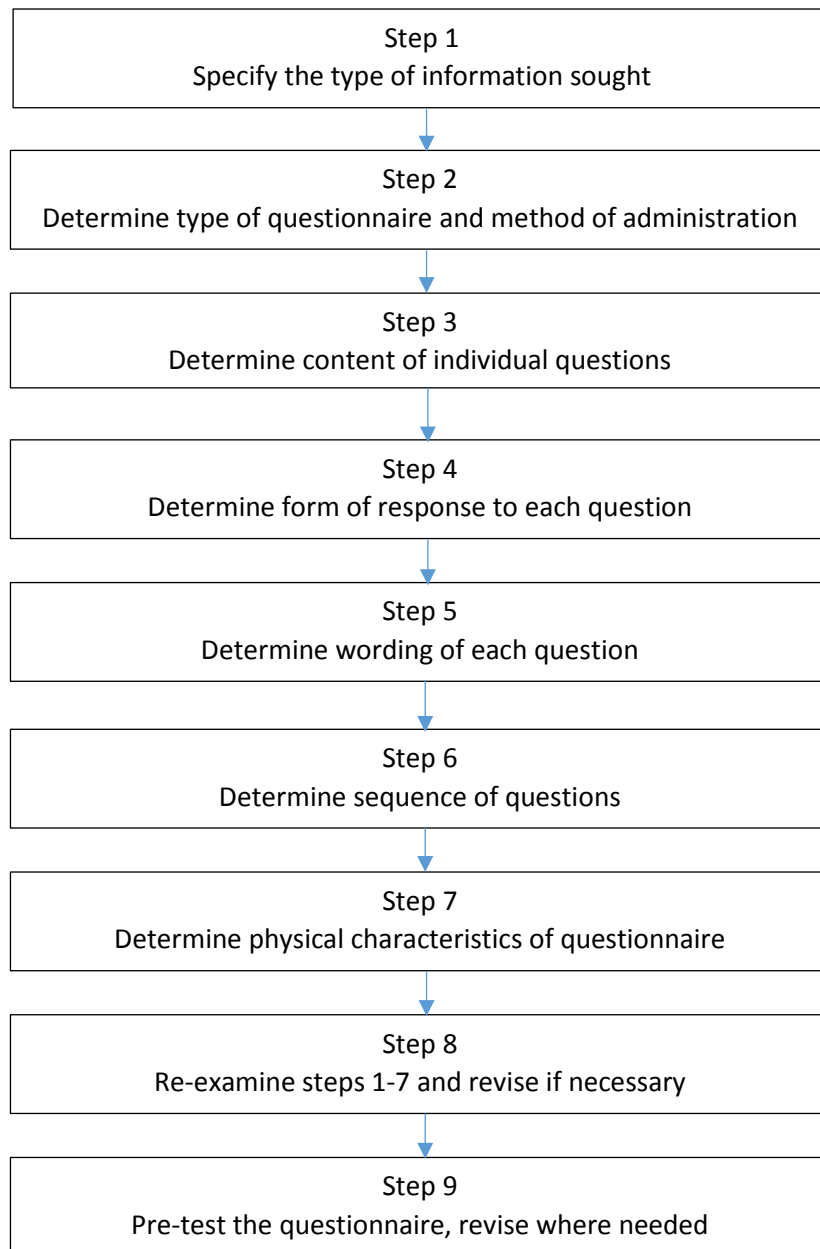 Step 1
Specify the type of information sought
Step 2
Determine type of questionnaire and method of administration
Step 3
Determine content of individual questions
Step 4
Determine form of response to each question
Step 5
Determine wording of each question
Step 6
Determine sequence of questions
Step 7
Determine physical characteristics of questionnaire
Step 8
Re-examine steps 1-7 and revise if necessary
Step 9
Pre-test the questionnaire, revise where needed